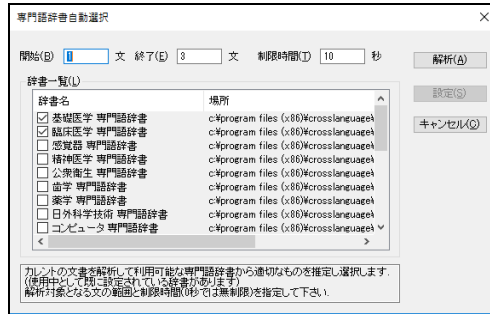 専門語辞書自動選択
開始(B) 1 文 終了(E) 3 文 制限時間(T) 10 秒
解析(A)
辞書一覧(L)
設定(S)
辞書名 場所
基礎医学 専門語辞書 c:¥program files (x86)¥crosslanguage¥
臨床医学 専門語辞書 c:¥program files (x86)¥crosslanguage¥
キャンセル(C)
感覚器 専門語辞書 c:¥program files (x86)¥crosslanguage¥
精神医学 専門語辞書 c:¥program files (x86)¥crosslanguage¥
公衆衛生 専門語辞書 c:¥program files (x86)¥crosslanguage¥
歯学 専門語辞書 c:¥program files (x86)¥crosslanguage¥
薬学 専門語辞書 c:¥program files (x86)¥crosslanguage¥
日外科学技術 専門語辞書 c:¥program files (x86)¥crosslanguage¥
コンピュータ 専門語辞書 c:¥program files (x86)¥crosslanguage¥
カレントの文書を解析して利用可能な専門語辞書から適切なものを推定し選択します.
(使用中として既に設定されている辞書があります)
解析対象となる文の範囲と制限時間(0秒では無制限)を指定して下さい.